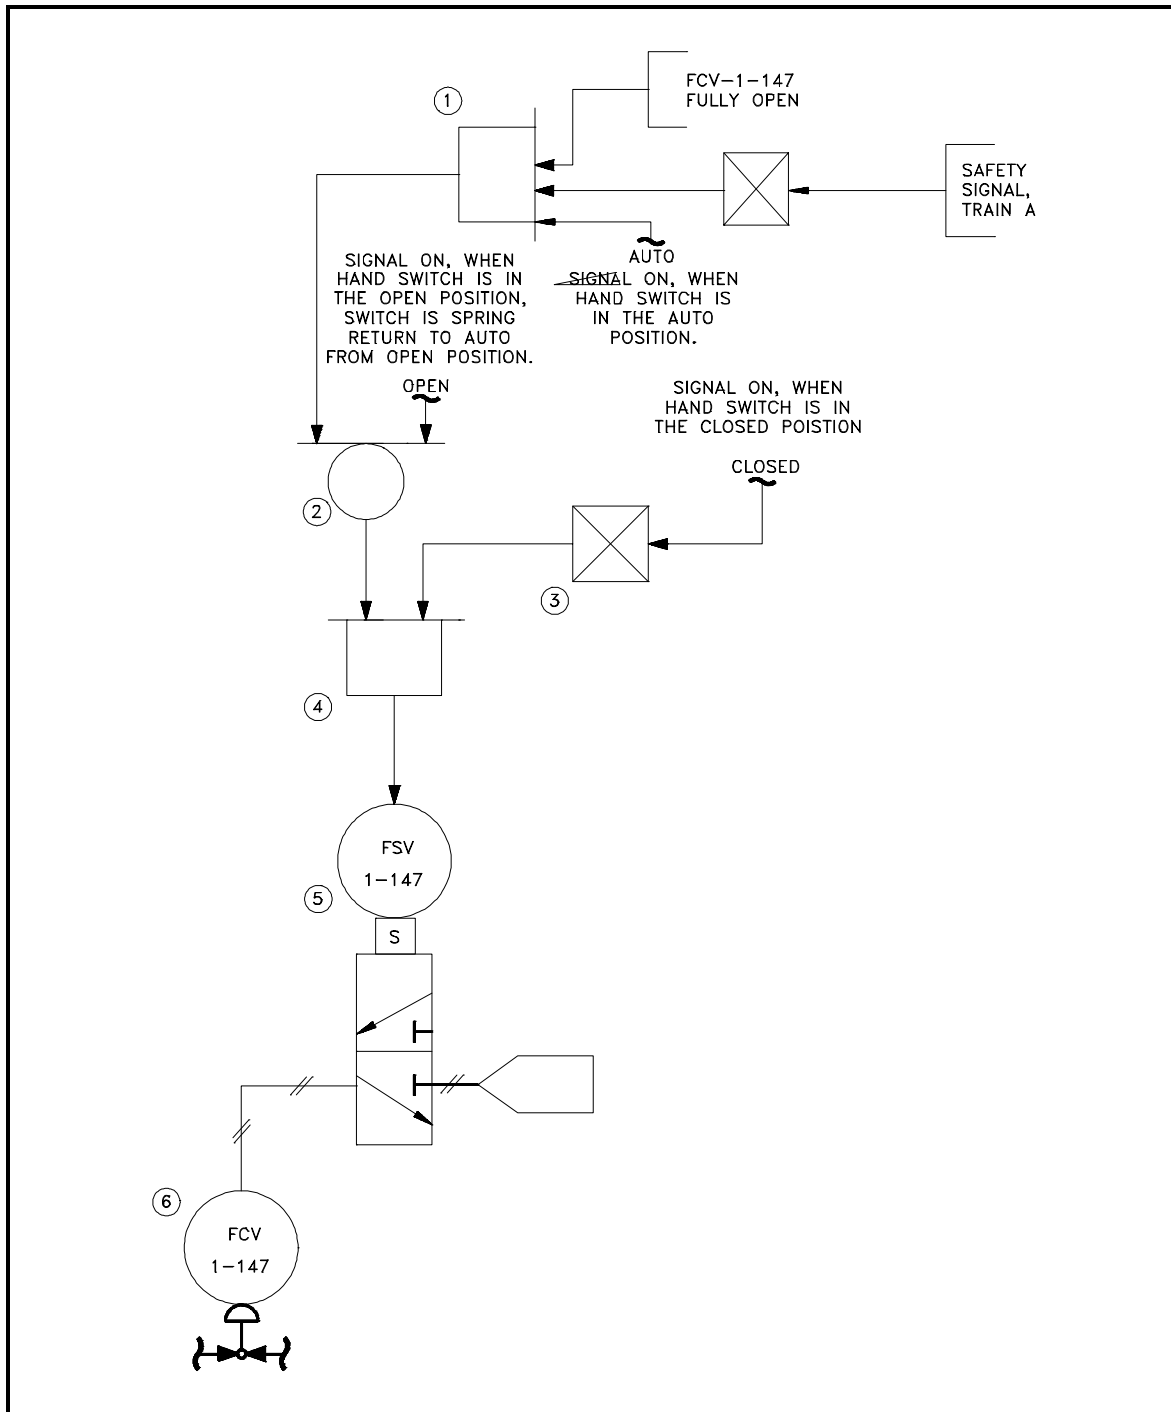 FCV-1-147
FULLY OPEN
1
SAFETY
SIGNAL,
TRAIN A
AUTO
SIGNAL ON, WHEN
HAND SWITCH IS
IN THE AUTO
POSITION.
SIGNAL ON, WHEN
HAND SWITCH IS IN
THE OPEN POSITION,
SWITCH IS SPRING
RETURN TO AUTO
FROM OPEN POSITION.
OPEN
SIGNAL ON, WHEN
HAND SWITCH IS IN
THE CLOSED POISTION
CLOSED
2
3
4
FSV
1-147
5
S
6
FCV
1-147